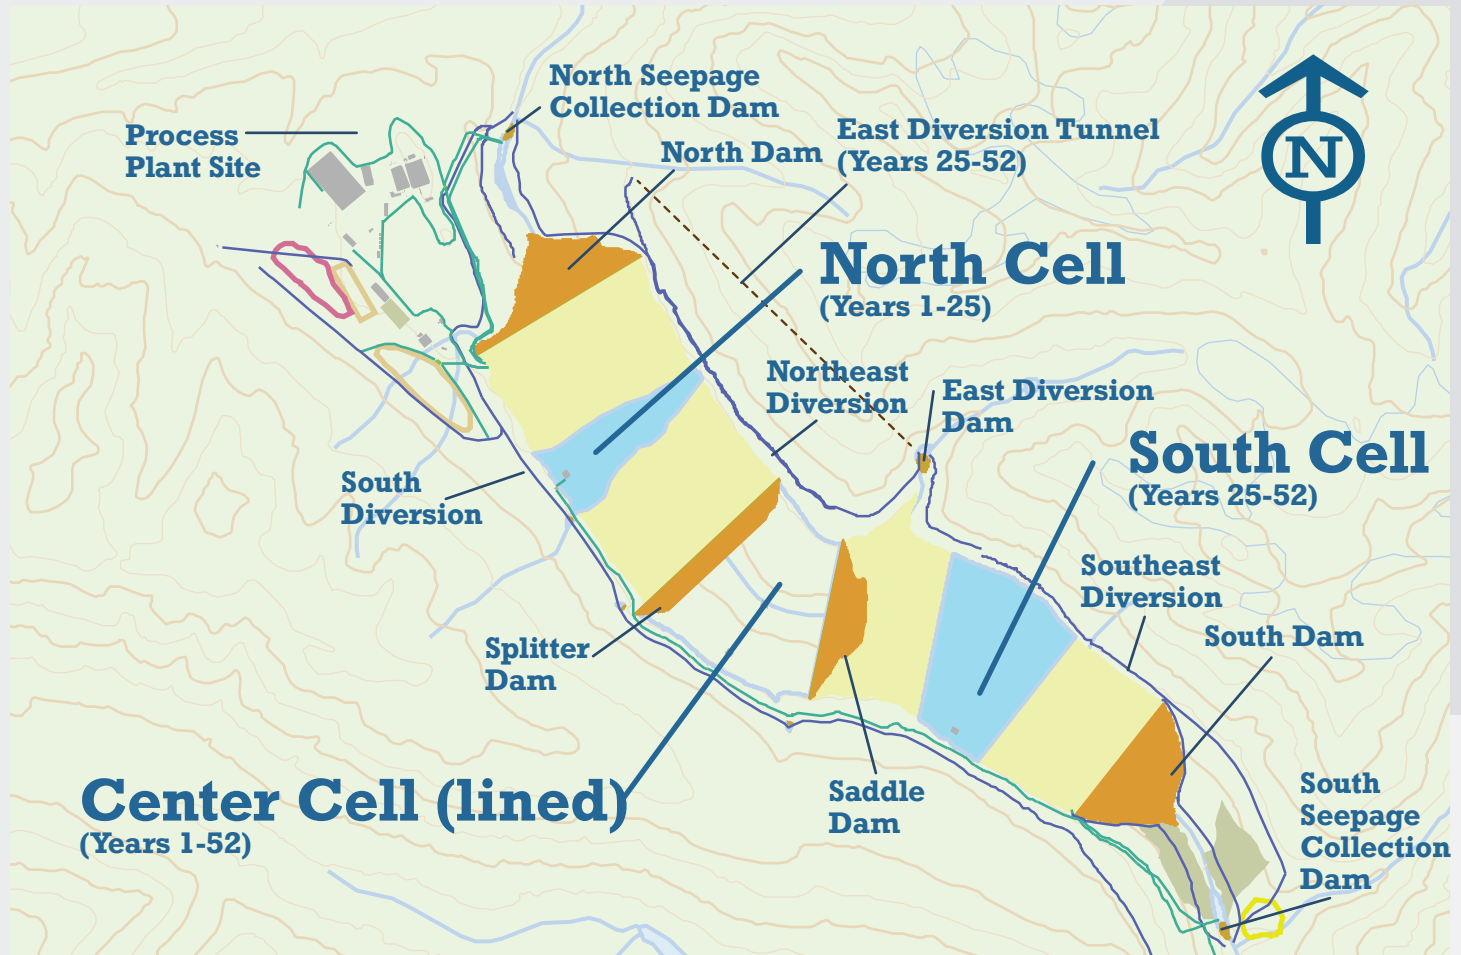 North Seepage
Collection Dam
Process
Plant Site
North Dam
East Diversion Tunnel
(Years 25-52)
N
North Cell
(Years 1-25)
Northeast
Diversion
East Diversion
Dam
South Cell
(Years 25-52)
South
Diversion
Southeast
Diversion
South Dam
Splitter
Dam
Center Cell (lined)
(Years 1-52)
Saddle
Dam
South
Seepage
Collection
Dam